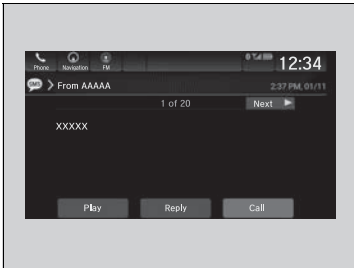 Phone Navigation FM 12:34
SMS From AAAAA 2:37 PM, 01/11
1 of 20 Next
XXXXX
Play Reply Call